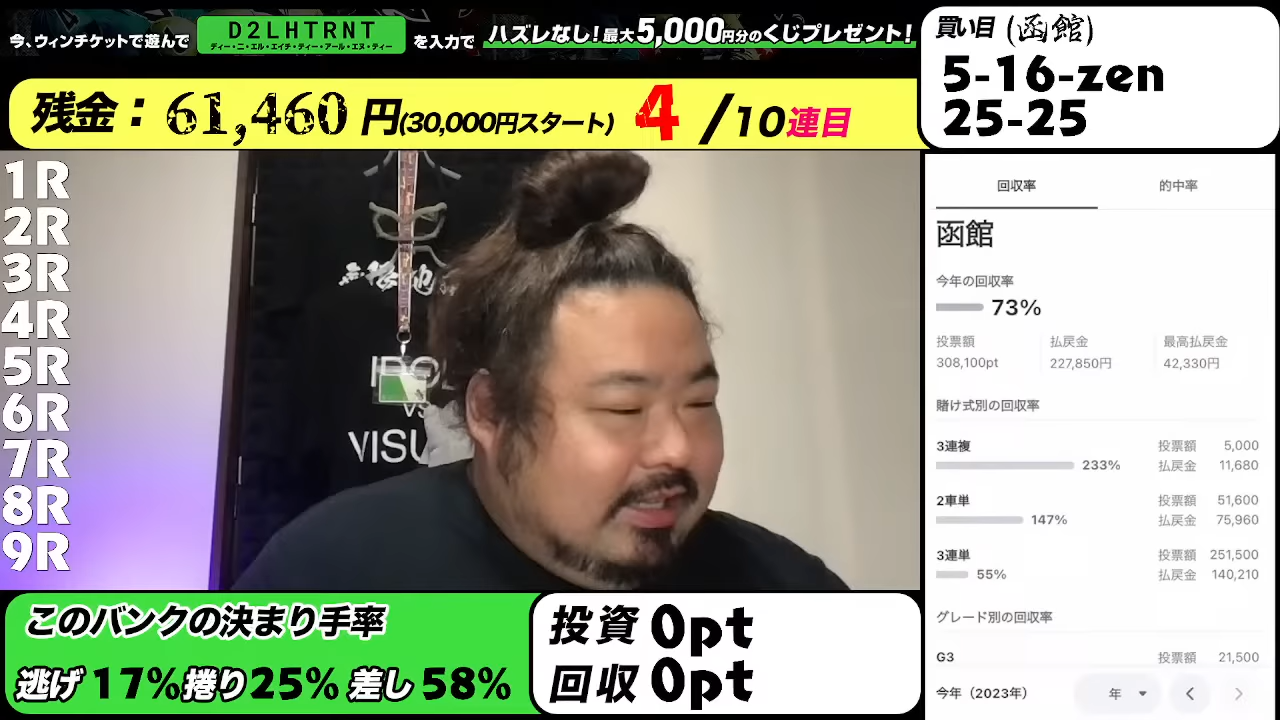 今、ウィンチケットで遊んで
D2LHTRNT
ディー・ニ・エル・エイチ・ティー・アール・エヌ・ティー
を入力で
ハズレなし!最大5,000円分のくじプレゼント!
残金：61,460円(30,000円スタート) 4/10連目
買い目(函館)
5-16-zen
25-25
1R
2R
3R
4R
5R
6R
7R
8R
9R
VS
VISU
回収率
的中率
函館
今年の回収率
73%
投票額 払戻金 最高払戻金
308,100pt 227,850円 42,330円
賭け式別の回収率
3連複 投票額 5,000
233% 払戻金 11,680
2車単 投票額 51,600
147% 払戻金 75,960
3連単 投票額 251,500
55% 払戻金 140,210
グレード別の回収率
G3 投票額 21,500
今年（2023年） 年
このバンクの決まり手率
逃げ17%捲り25%差し58%
投資 0pt
回収 0pt